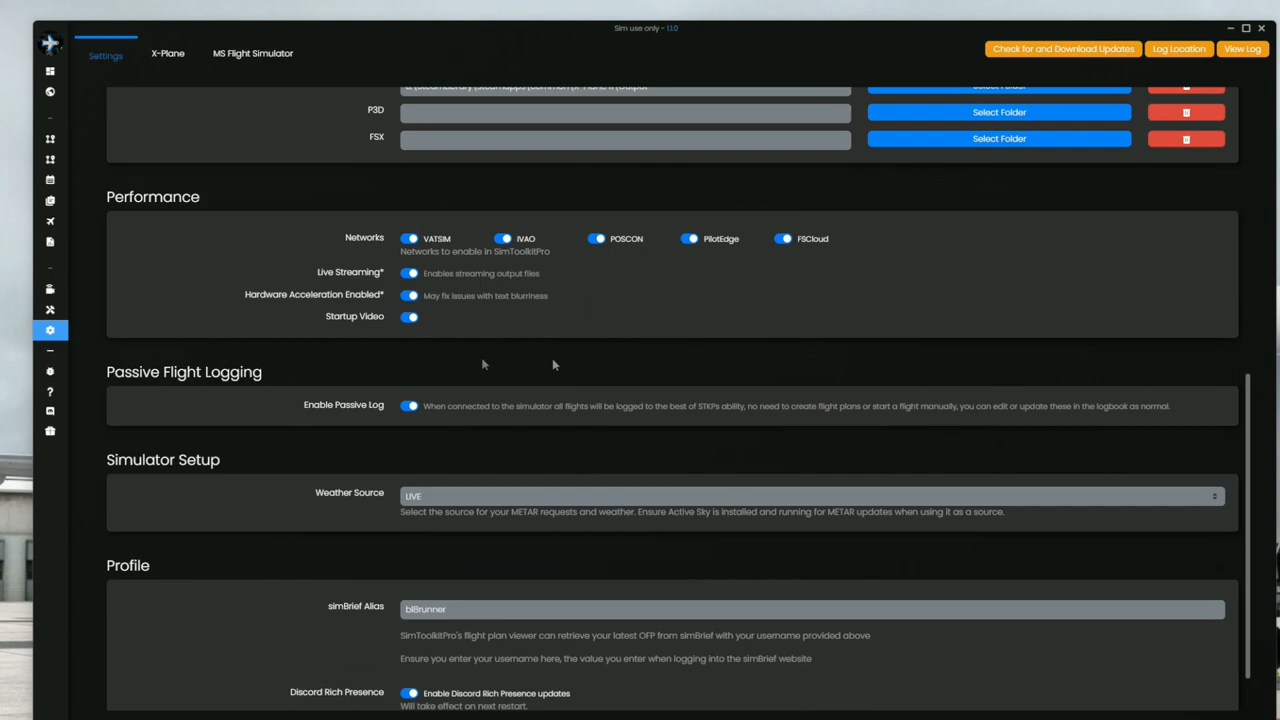 Sim use only - 1.1.0
Settings X-Plane MS Flight Simulator Check for and Download Updates Log Location View Log
P3D Select Folder
FSX Select Folder
Performance
Networks VATSIM IVAO POSCON PilotEdge FSCloud
Networks to enable in SimToolkitPro
Live Streaming* Enables streaming output files
Hardware Acceleration Enabled* May fix issues with text blurriness
Startup Video
Passive Flight Logging
Enable Passive Log When connected to the simulator all flights will be logged to the best of STKPs ability, no need to create flight plans or start a flight manually, you can edit or update these in the logbook as normal.
Simulator Setup
Weather Source LIVE
Select the source for your METAR requests and weather. Ensure Active Sky is installed and running for METAR updates when using it as a source.
Profile
simBrief Alias bl8runner
SimToolkitPro's flight plan viewer can retrieve your latest OFP from simBrief with your username provided above
Ensure you enter your username here, the value you enter when logging into the simBrief website
Discord Rich Presence Enable Discord Rich Presence updates
Will take effect on next restart.